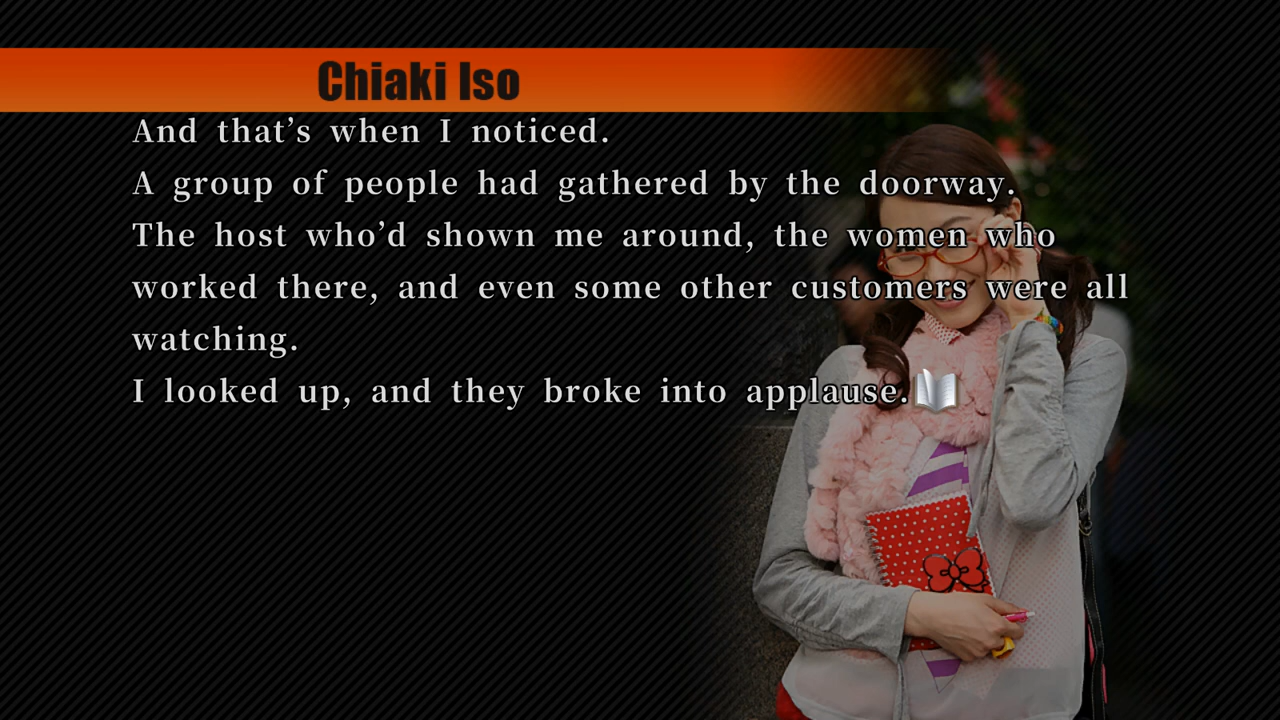 Chiaki Iso
And that’s when I noticed.
A group of people had gathered by the doorway.
The host who’d shown me around, the women who
worked there, and even some other customers were all
watching.
I looked up, and they broke into applause.